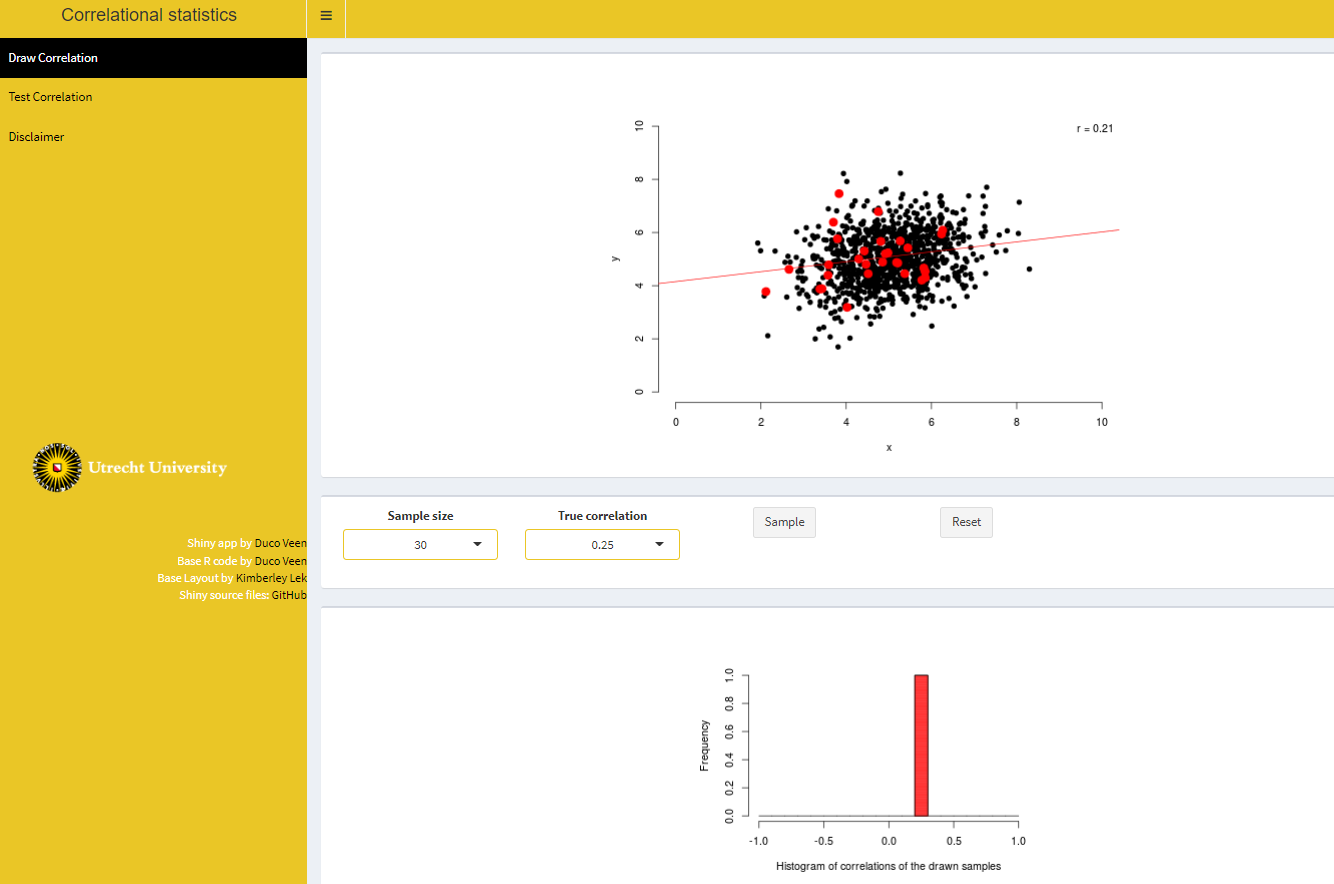 Correlational statistics
Draw Correlation
Test Correlation
Disclaimer
Utrecht University
Shiny app by Duco Veen
Base R code by Duco Veen
Base Layout by Kimberley Lek
Shiny source files: GitHub
r = 0.21
10
8
6
4
2
0
y
0 2 4 6 8 10
x
Sample size
30
True correlation
0.25
Sample
Reset
1.0
0.8
0.6
0.4
0.2
0.0
Frequency
-1.0 -0.5 0.0 0.5 1.0
Histogram of correlations of the drawn samples